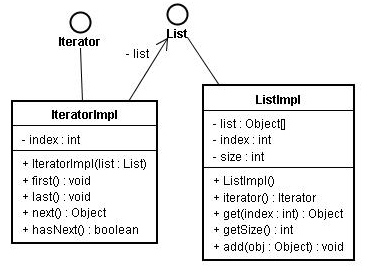 Iterator
List
- list
IteratorImpl
- index : int
+ IteratorImpl(list : List)
+ first() : void
+ last() : void
+ next() : Object
+ hasNext() : boolean
ListImpl
- list : Object[]
- index : int
- size : int
+ ListImpl()
+ iterator() : Iterator
+ get(index : int) : Object
+ getSize() : int
+ add(obj : Object) : void